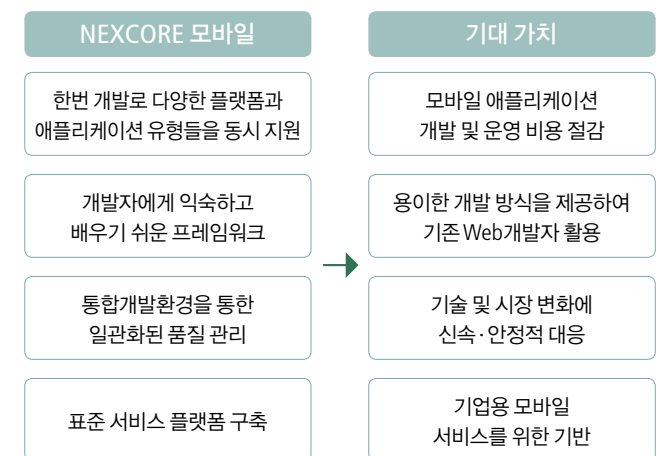 NEXCORE 모바일
한번 개발로 다양한 플랫폼과
애플리케이션 유형들을 동시 지원
개발자에게 익숙하고
배우기 쉬운 프레임워크
통합개발환경을 통한
일관화된 품질 관리
표준 서비스 플랫폼 구축
기대 가치
모바일 애플리케이션
개발 및 운영 비용 절감
용이한 개발 방식을 제공하여
기존 Web개발자 활용
기술 및 시장 변화에
신속·안정적 대응
기업용 모바일
서비스를 위한 기반